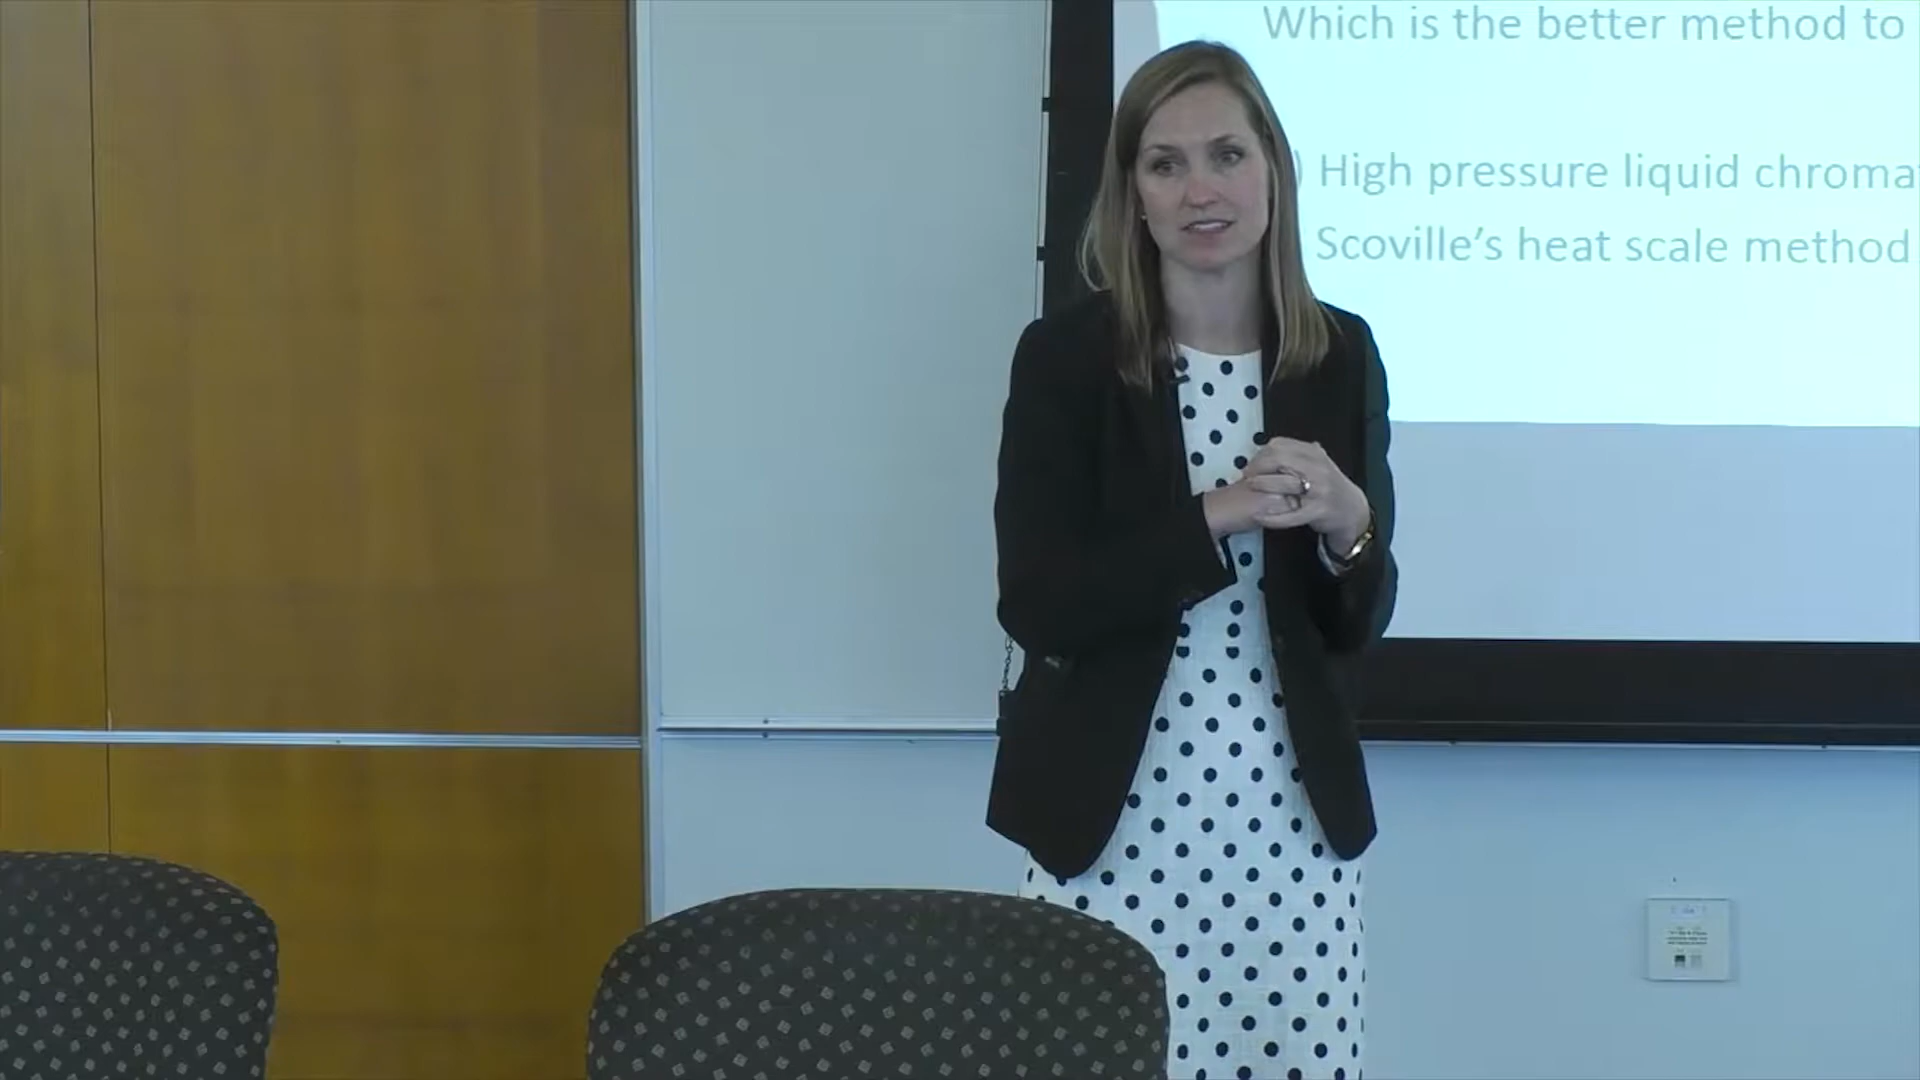 Which is the better method to
) High pressure liquid chroma
Scoville's heat scale method